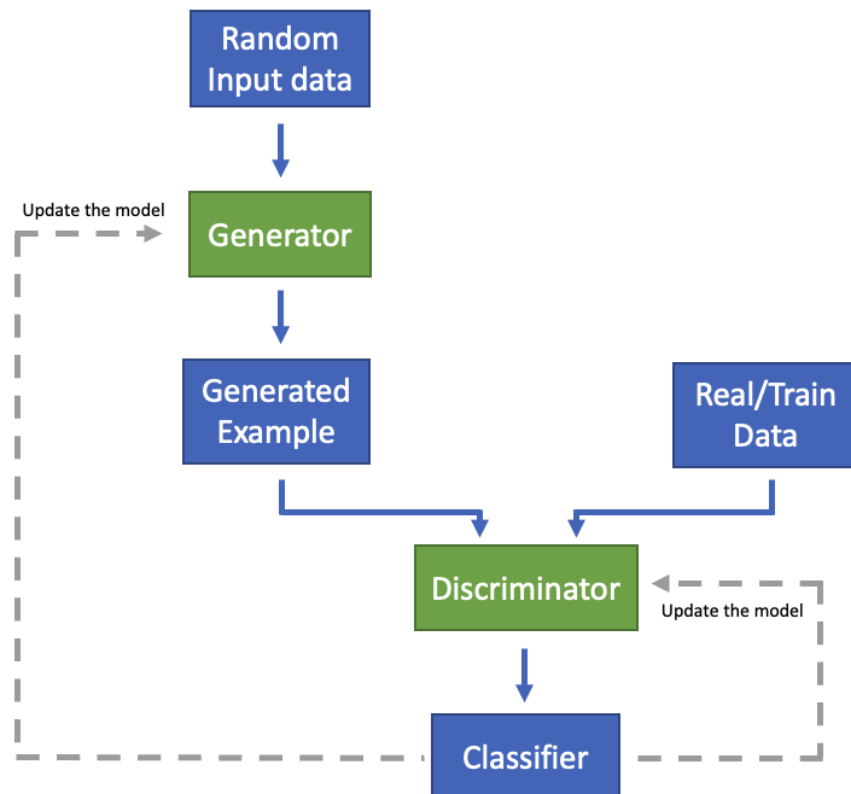 Random
Input data
Update the model
Generator
Generated
Example
Real/Train
Data
Discriminator
Update the model
Classifier